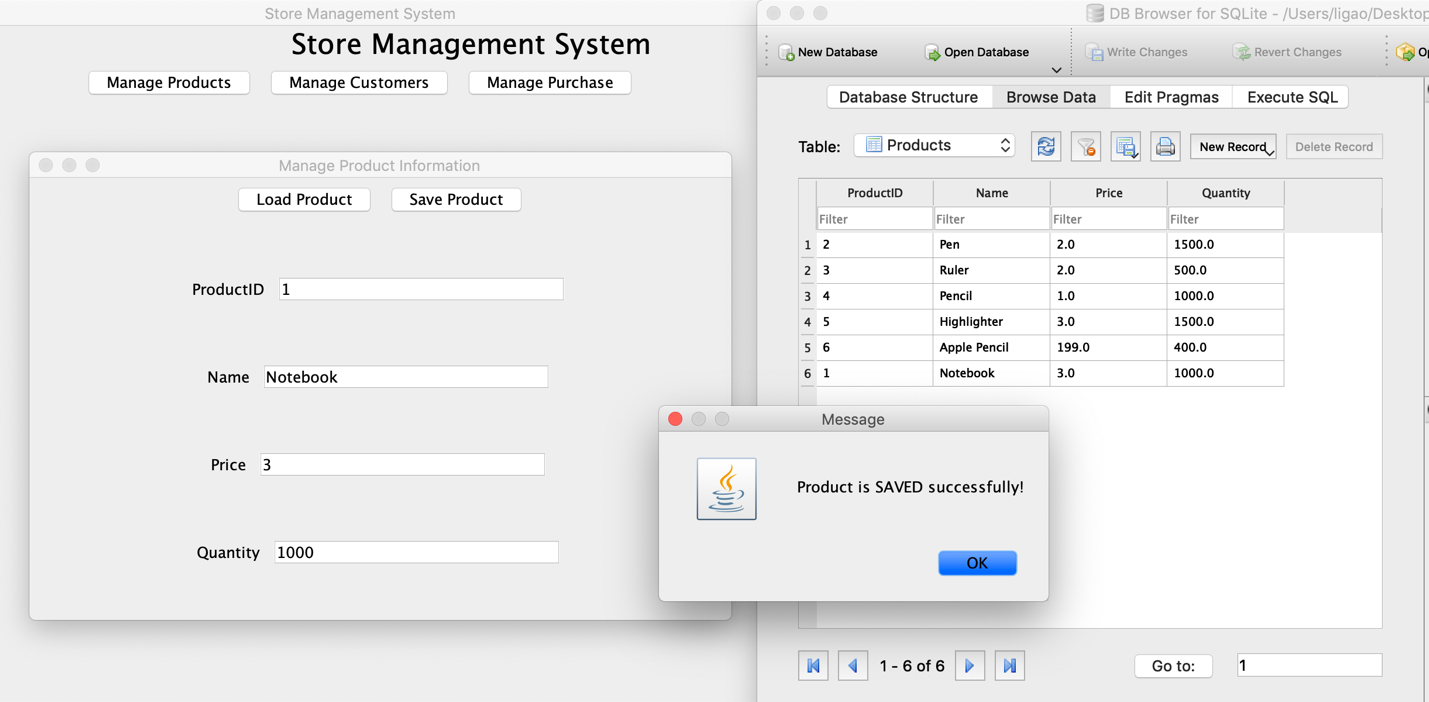 Store Management System
Store Management System
Manage Products Manage Customers Manage Purchase
Manage Product Information
Load Product Save Product
ProductID 1
Name Notebook
Price 3
Quantity 1000
DB Browser for SQLite - /Users/ligao/Desktop
New Database Open Database Write Changes Revert Changes
Database Structure Browse Data Edit Pragmas Execute SQL
Table: Products New Record Delete Record
ProductID Name Price Quantity
Filter Filter Filter Filter
1 2 Pen 2.0 1500.0
2 3 Ruler 2.0 500.0
3 4 Pencil 1.0 1000.0
4 5 Highlighter 3.0 1500.0
5 6 Apple Pencil 199.0 400.0
6 1 Notebook 3.0 1000.0
Message
Product is SAVED successfully!
OK
1 - 6 of 6 Go to: 1